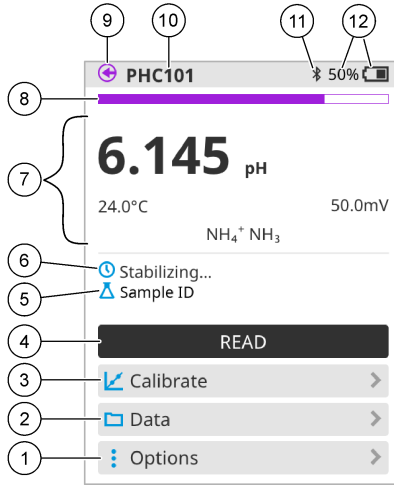 9 10 11 12
PHC101 50%
8
7
6.145 pH
24.0°C 50.0mV
NH₄⁺ NH₃
6 Stabilizing...
5 Sample ID
4 READ
3 Calibrate
2 Data
1 Options